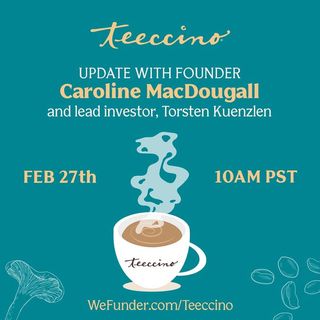 teeccino
UPDATE WITH FOUNDER
Caroline MacDougall
and lead investor, Torsten Kuenzlen
FEB 27th
10AM PST
teeccino
WeFunder.com/Teeccino